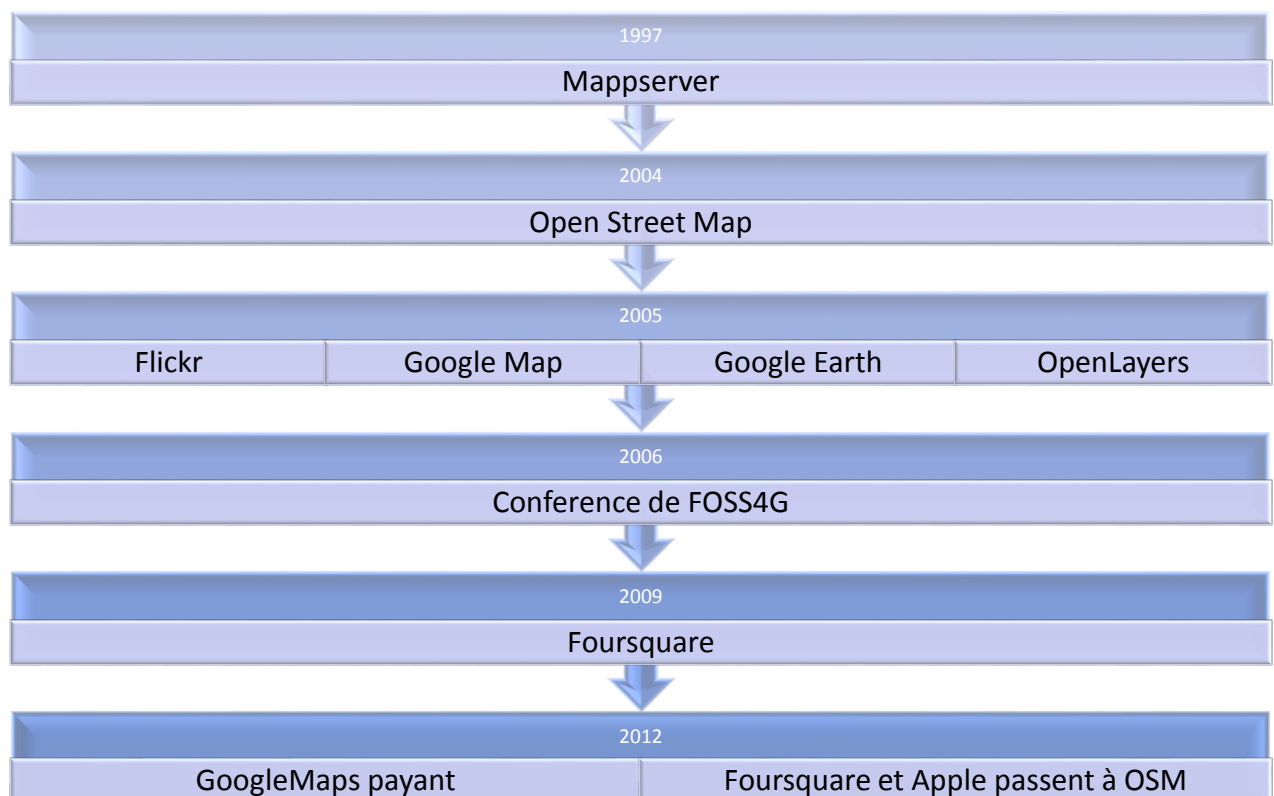 1997
Mappserver
2004
Open Street Map
2005
Flickr
Google Map
Google Earth
OpenLayers
2006
Conference de FOSS4G
2009
Foursquare
2012
GoogleMaps payant
Foursquare et Apple passent à OSM